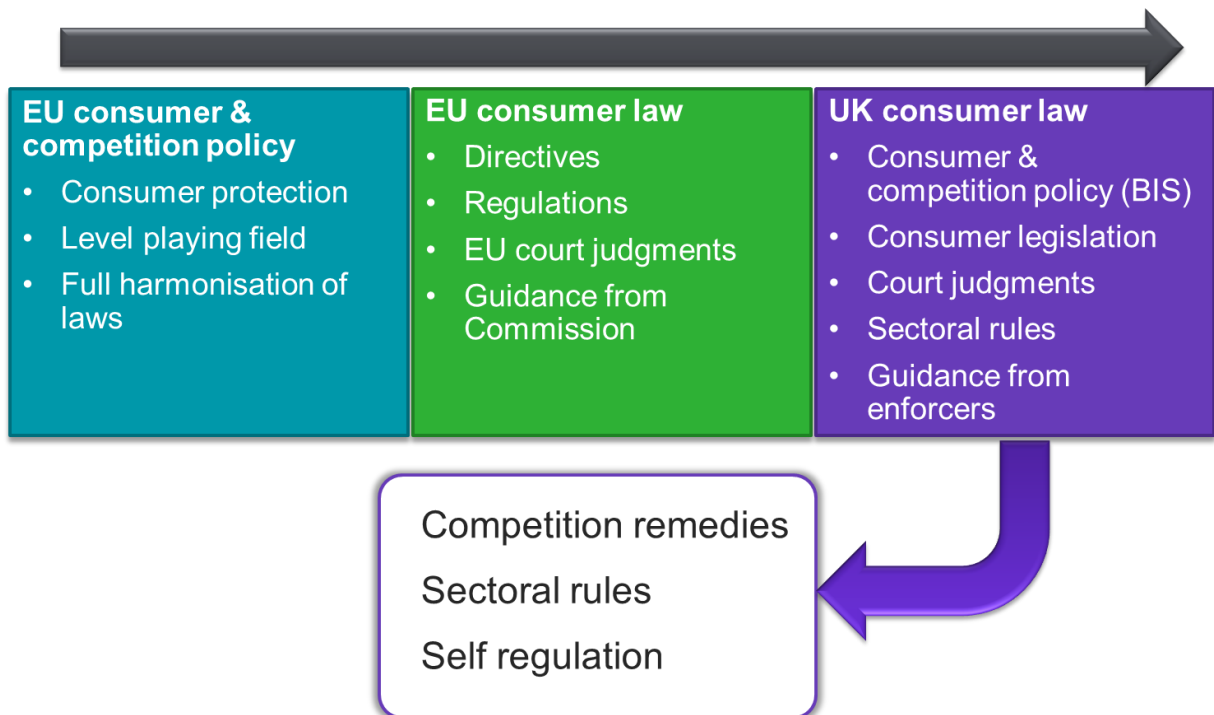 EU consumer &
competition policy
• Consumer protection
• Level playing field
• Full harmonisation of
laws
EU consumer law
• Directives
• Regulations
• EU court judgments
• Guidance from
Commission
UK consumer law
• Consumer &
competition policy (BIS)
• Consumer legislation
• Court judgments
• Sectoral rules
• Guidance from
enforcers
Competition remedies
Sectoral rules
Self regulation